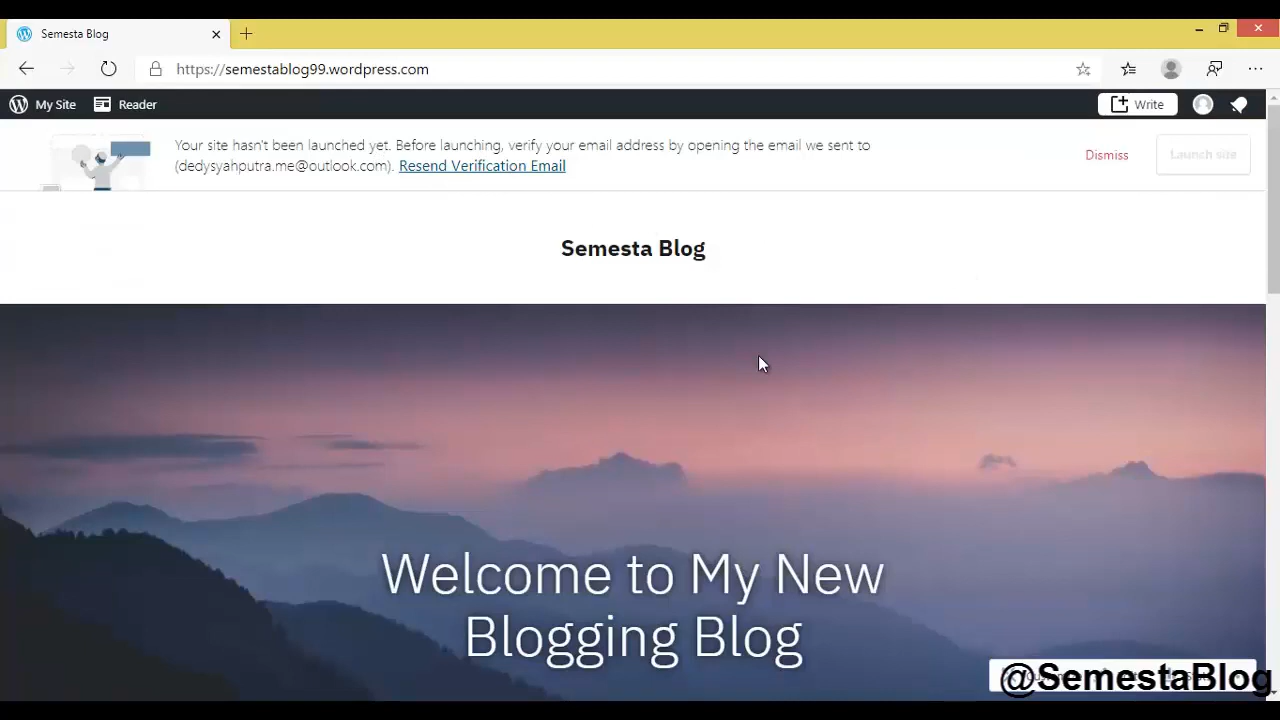 Semesta Blog
https://semestablog99.wordpress.com
My Site
Reader
Write
Your site hasn't been launched yet. Before launching, verify your email address by opening the email we sent to
(dedysyahputra.me@outlook.com). Resend Verification Email
Dismiss
Launch site
Semesta Blog
Welcome to My New
Blogging Blog
@SemestaBlog